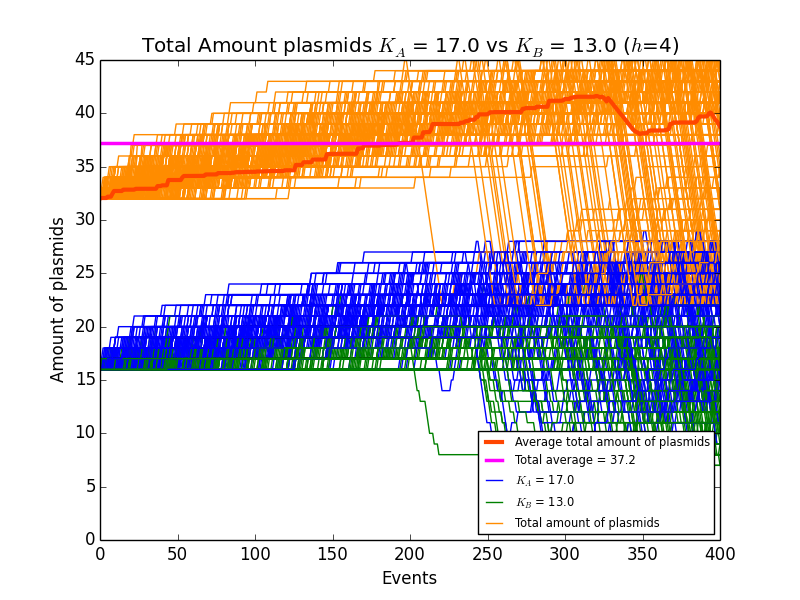 Total Amount plasmids K_A = 17.0 vs K_B = 13.0 (h=4)
45
40
35
30
25
20
15
10
5
0
Amount of plasmids
0 50 100 150 200 250 300 350 400
Events
Average total amount of plasmids
Total average = 37.2
K_A = 17.0
K_B = 13.0
Total amount of plasmids